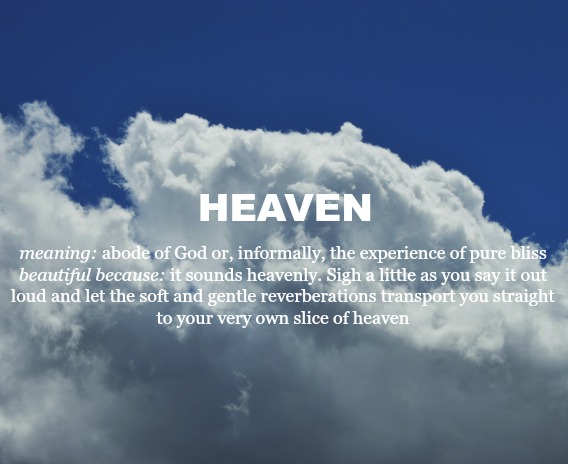 HEAVEN
meaning: abode of God or, informally, the experience of pure bliss
beautiful because: it sounds heavenly. Sigh a little as you say it out
loud and let the soft and gentle reverberations transport you straight
to your very own slice of heaven